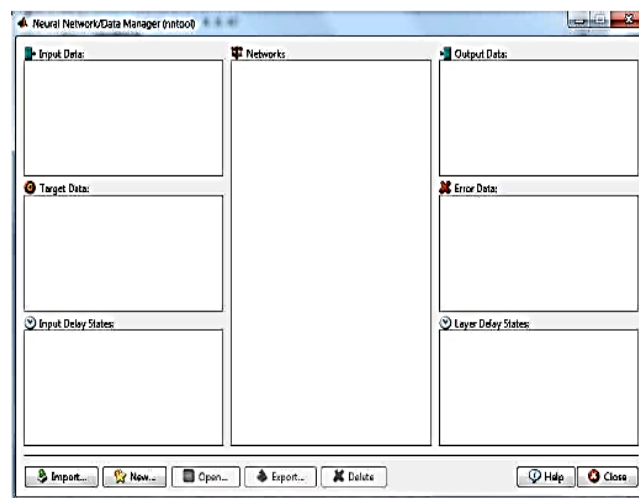 Neural Network/Data Manager (nntool)
Input Data:
Networks
Output Data:
Target Data:
Error Data:
Input Delay States:
Layer Delay States:
Import...
New...
Open...
Export...
Delete
Help
Close